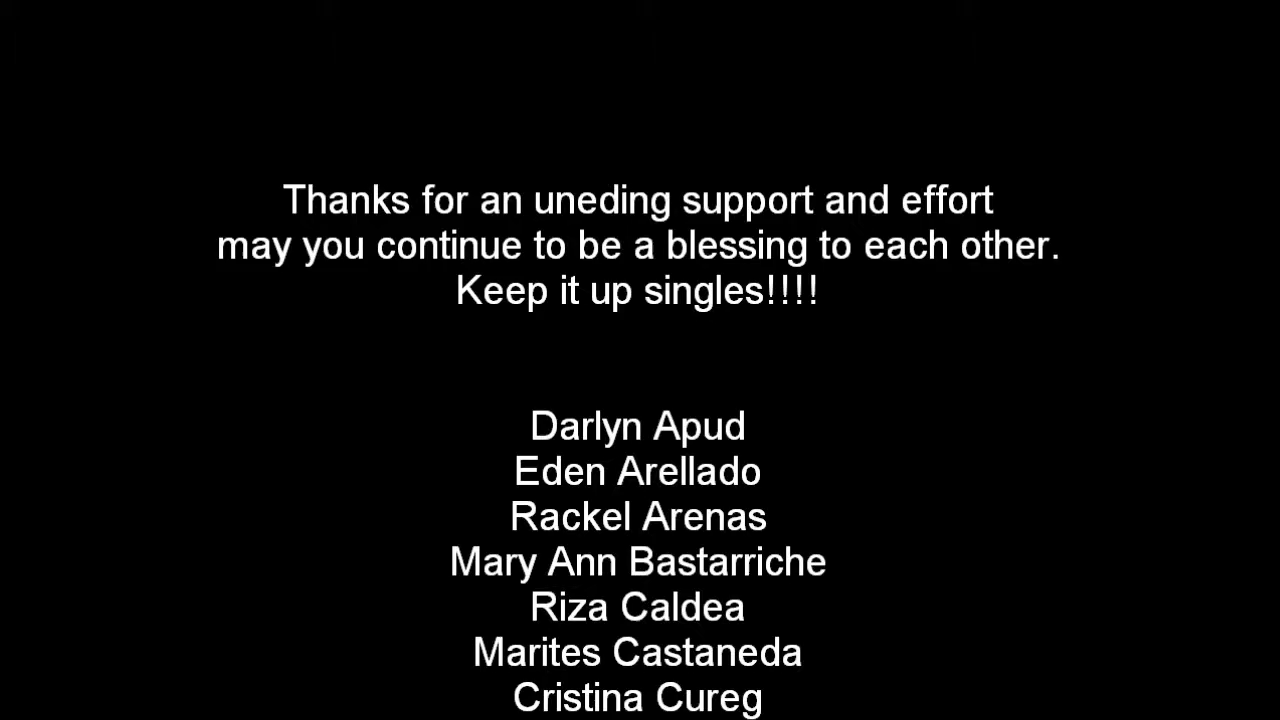 Thanks for an uneding support and effort
may you continue to be a blessing to each other.
Keep it up singles!!!!
Darlyn Apud
Eden Arellado
Rackel Arenas
Mary Ann Bastarriche
Riza Caldea
Marites Castaneda
Cristina Cureg